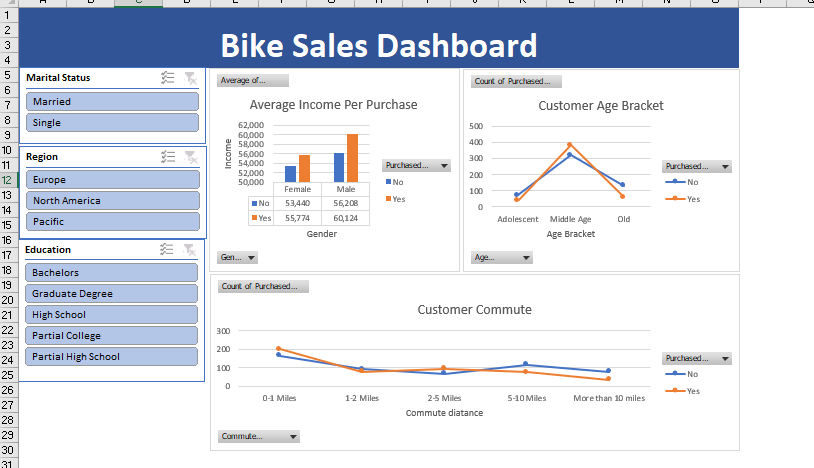 Bike Sales Dashboard
Marital Status
Married
Single
Region
Europe
North America
Pacific
Education
Bachelors
Graduate Degree
High School
Partial College
Partial High School
Average of...
Average Income Per Purchase
Income
62,000
60,000
58,000
56,000
54,000
52,000
50,000
Female Male
No 53,440 56,208
Yes 55,774 60,124
Gender
Purchased...
No
Yes
Gen...
Count of Purchased...
Customer Age Bracket
500
400
300
200
100
0
Adolescent Middle Age Old
Age Bracket
Purchased...
No
Yes
Age...
Count of Purchased...
Customer Commute
300
200
100
0
0-1 Miles 1-2 Miles 2-5 Miles 5-10 Miles More than 10 miles
Commute diatance
Purchased...
No
Yes
Commute...
1
2
3
4
5
6
7
8
9
10
11
12
13
14
15
16
17
18
19
20
21
22
23
24
25
26
27
28
29
30
31